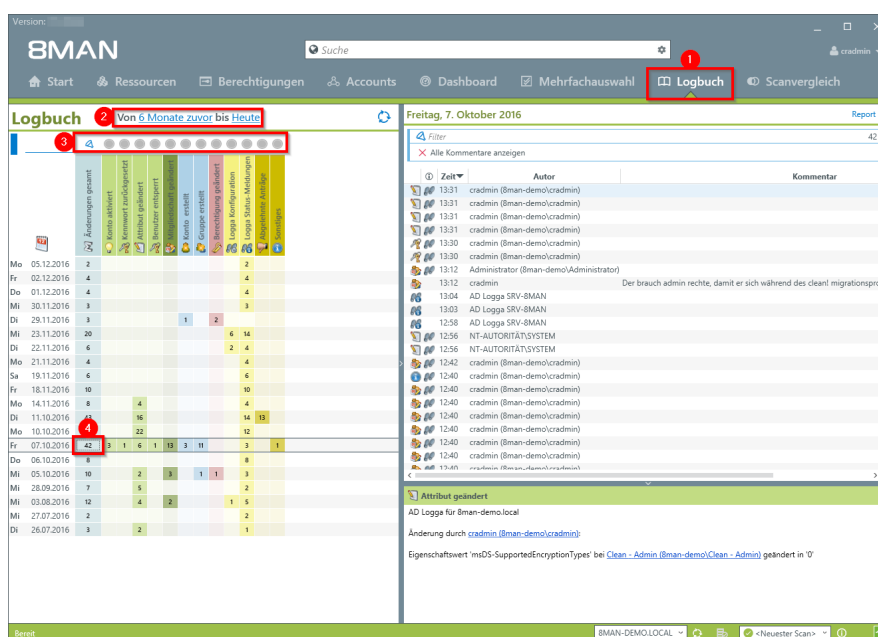 Version:
8MAN
Suche
cradmin
Start
Ressourcen
Berechtigungen
Accounts
Dashboard
Mehrfachauswahl
1
Logbuch
Scanvergleich
Logbuch
2
Von 6 Monate zuvor bis Heute
3
Änderungen gesamt
Konto aktiviert
Kennwort zurückgesetzt
Attribut geändert
Benutzer entsperrt
Mitgliedschaft geändert
Konto erstellt
Gruppe erstellt
Berechtigung geändert
Logga Konfiguration
Logga Status-Meldungen
Abgelehnte Anträge
Sonstiges
Mo 05.12.2016 2 2
Fr 02.12.2016 4 4
Do 01.12.2016 4 4
Mi 30.11.2016 3 3
Di 29.11.2016 3 1 2
Mi 23.11.2016 20 6 14
Di 22.11.2016 6 2 4
Mo 21.11.2016 4 4
Sa 19.11.2016 6 6
Fr 18.11.2016 10 10
Mo 14.11.2016 8 4 4
Di 11.10.2016 16 14 13
Mo 10.10.2016 22 12
4
Fr 07.10.2016 42 3 1 6 1 13 3 11 3 1
Do 06.10.2016 8 8
Mi 05.10.2016 10 2 3 1 1 3
Mi 28.09.2016 7 5 2
Mi 03.08.2016 12 4 2 1 5
Mi 27.07.2016 2 2
Di 26.07.2016 3 2 1
Freitag, 7. Oktober 2016 Report
Filter 42
Alle Kommentare anzeigen
Zeit Autor Kommentar
13:31 cradmin (8man-demo\cradmin)
13:31 cradmin (8man-demo\cradmin)
13:31 cradmin (8man-demo\cradmin)
13:31 cradmin (8man-demo\cradmin)
13:30 cradmin (8man-demo\cradmin)
13:30 cradmin (8man-demo\cradmin)
13:12 Administrator (8man-demo\Administrator)
13:12 cradmin Der brauch admin rechte, damit er sich während des clean! migrationspro
13:04 AD Logga SRV-8MAN
13:03 AD Logga SRV-8MAN
12:58 AD Logga SRV-8MAN
12:56 NT-AUTORITÄT\SYSTEM
12:56 NT-AUTORITÄT\SYSTEM
12:42 cradmin (8man-demo\cradmin)
12:40 cradmin (8man-demo\cradmin)
12:40 cradmin (8man-demo\cradmin)
12:40 cradmin (8man-demo\cradmin)
12:40 cradmin (8man-demo\cradmin)
12:40 cradmin (8man-demo\cradmin)
12:40 cradmin (8man-demo\cradmin)
12:40 cradmin (8man-demo\cradmin)
12:40 cradmin (8man-demo\cradmin)
Attribut geändert
AD Logga für 8man-demo.local
Änderung durch cradmin (8man-demo\cradmin):
Eigenschaftswert 'msDS-SupportedEncryptionTypes' bei Clean - Admin (8man-demo\Clean - Admin) geändert in '0'
Bereit
8MAN-DEMO.LOCAL
<Neuester Scan>